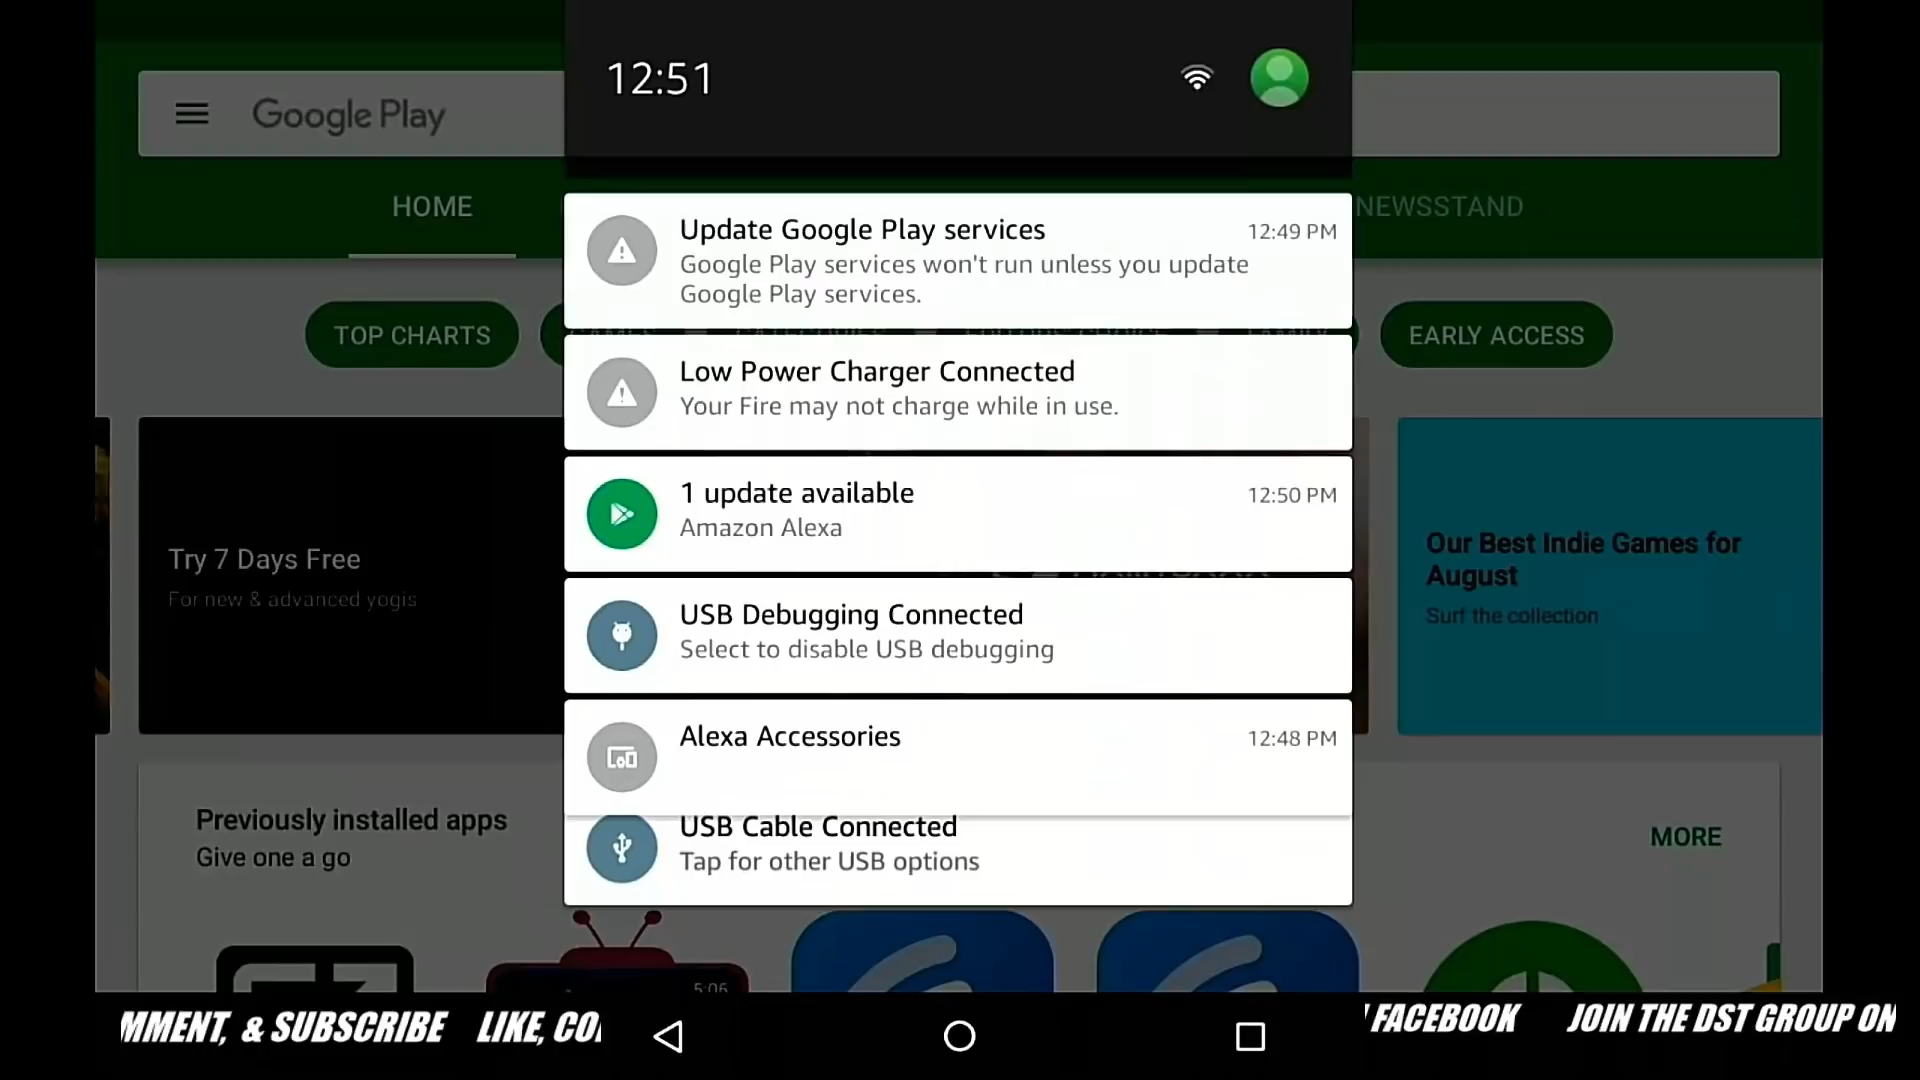 12:51
Google Play
HOME
NEWSSTAND
Update Google Play services
12:49 PM
Google Play services won't run unless you update
Google Play services.
TOP CHARTS
EARLY ACCESS
Low Power Charger Connected
Your Fire may not charge while in use.
1 update available
12:50 PM
Amazon Alexa
Try 7 Days Free
For new & advanced yogis
Our Best Indie Games for
August
Surf the collection
USB Debugging Connected
Select to disable USB debugging
Alexa Accessories
12:48 PM
Previously installed apps
Give one a go
MORE
USB Cable Connected
Tap for other USB options
5:06
MMENT, & SUBSCRIBE LIKE, CO
FACEBOOK JOIN THE DST GROUP ON